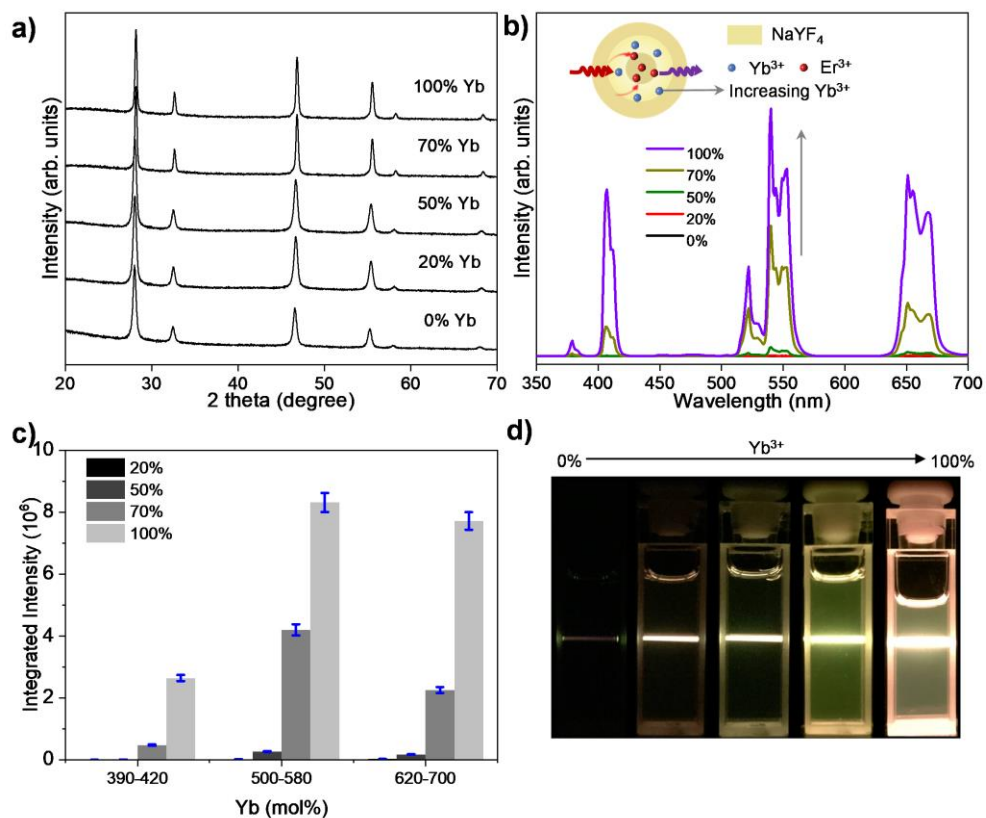 a)
100% Yb
70% Yb
50% Yb
20% Yb
0% Yb
Intensity (arb. units)
20 30 40 50 60 70
2 theta (degree)
b)
NaYF₄
Yb³⁺ Er³⁺
Increasing Yb³⁺
100%
70%
50%
20%
0%
Intensity (arb. units)
350 400 450 500 550 600 650 700
Wavelength (nm)
c)
20%
50%
70%
100%
10
8
6
4
2
0
Integrated Intensity (10⁶)
390-420 500-580 620-700
Yb (mol%)
d)
Yb³⁺
0% 100%